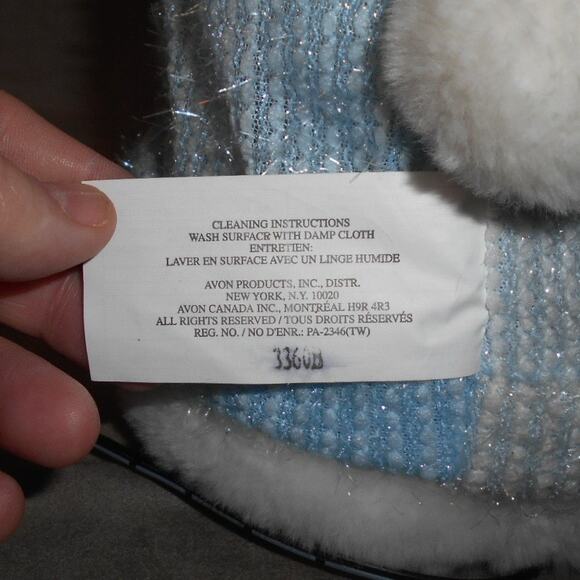 CLEANING INSTRUCTIONS
WASH SURFACE WITH DAMP CLOTH
ENTRETIEN:
LAVER EN SURFACE AVEC UN LINGE HUMIDE
AVON PRODUCTS, INC., DISTR.
NEW YORK, N.Y. 10020
AVON CANADA INC., MONTRÉAL H9R 4R3
ALL RIGHTS RESERVED / TOUS DROITS RÉSERVÉS
REG. NO. / NO D'ENR.: PA-2346(TW)